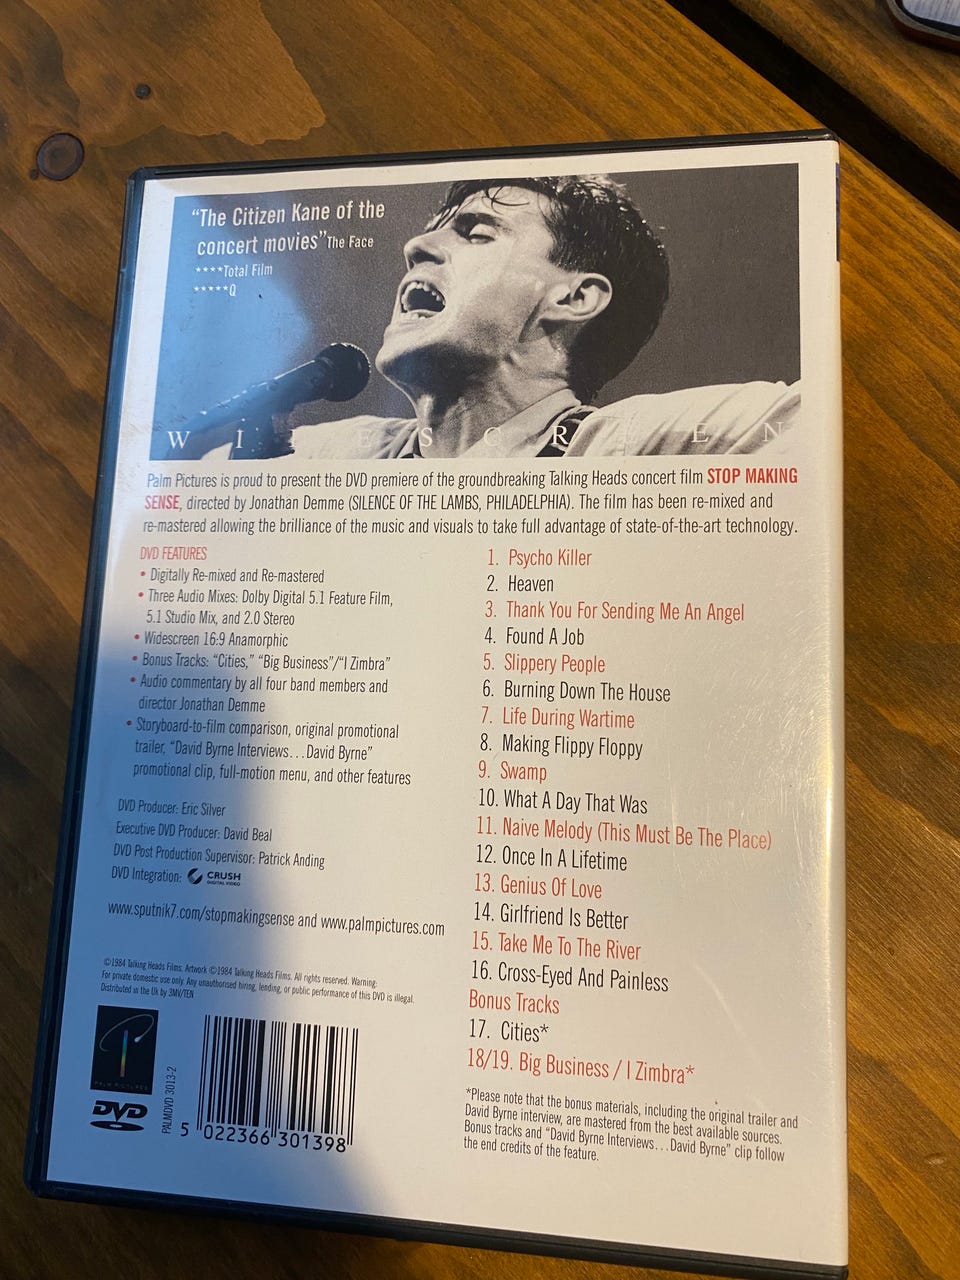 “The Citizen Kane of the
concert movies” The Face
****Total Film
*****Q
WIDESCREEN
Palm Pictures is proud to present the DVD premiere of the groundbreaking Talking Heads concert film STOP MAKING
SENSE, directed by Jonathan Demme (SILENCE OF THE LAMBS, PHILADELPHIA). The film has been re-mixed and
re-mastered allowing the brilliance of the music and visuals to take full advantage of state-of-the-art technology.
DVD FEATURES
• Digitally Re-mixed and Re-mastered
• Three Audio Mixes: Dolby Digital 5.1 Feature Film,
5.1 Studio Mix, and 2.0 Stereo
• Widescreen 16:9 Anamorphic
• Bonus Tracks: “Cities,” “Big Business”/“I Zimbra”
• Audio commentary by all four band members and
director Jonathan Demme
• Storyboard-to-film comparison, original promotional
trailer, “David Byrne Interviews...David Byrne”
promotional clip, full-motion menu, and other features
DVD Producer: Eric Silver
Executive DVD Producer: David Beal
DVD Post Production Supervisor: Patrick Anding
DVD Integration: CRUSH
DIGITAL VIDEO
www.sputnik7.com/stopmakingsense and www.palmpictures.com
©1984 Talking Heads Films. Artwork ©1984 Talking Heads Films. All rights reserved. Warning:
For private domestic use only. Any unauthorised hiring, lending, or public performance of this DVD is illegal.
Distributed in the Uk by 3MV/TEN
PALM PICTURES
DVD
PALMDVD 3013-2
5 022366 301398
1. Psycho Killer
2. Heaven
3. Thank You For Sending Me An Angel
4. Found A Job
5. Slippery People
6. Burning Down The House
7. Life During Wartime
8. Making Flippy Floppy
9. Swamp
10. What A Day That Was
11. Naive Melody (This Must Be The Place)
12. Once In A Lifetime
13. Genius Of Love
14. Girlfriend Is Better
15. Take Me To The River
16. Cross-Eyed And Painless
Bonus Tracks
17. Cities*
18/19. Big Business / I Zimbra*
*Please note that the bonus materials, including the original trailer and
David Byrne interview, are mastered from the best available sources.
Bonus tracks and “David Byrne Interviews...David Byrne” clip follow
the end credits of the feature.